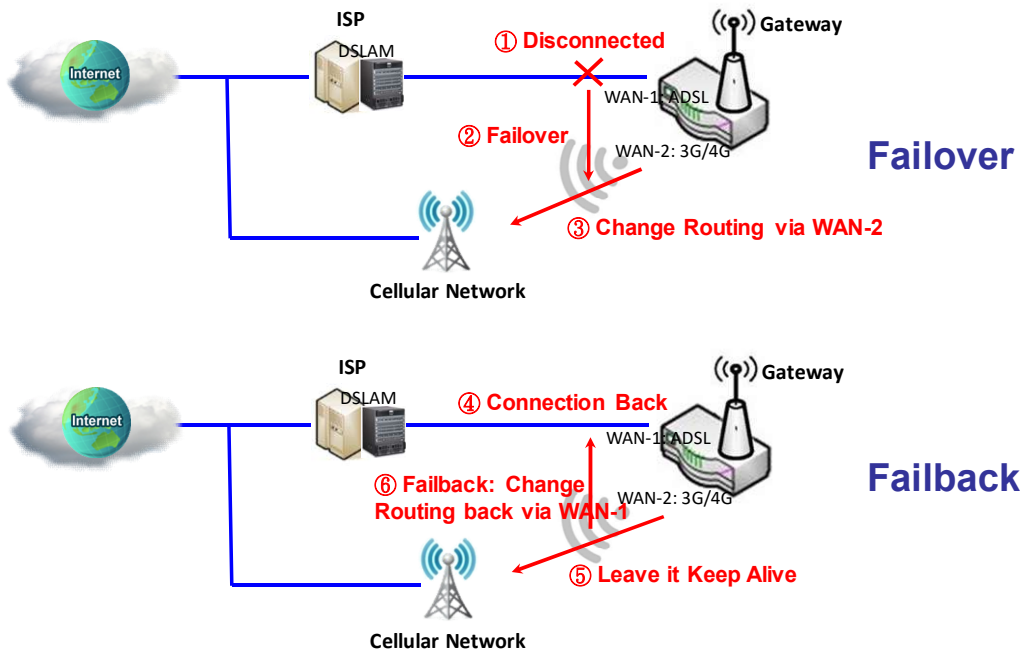 ISP
Gateway
DSLAM
① Disconnected
Internet
WAN-1: ADSL
② Failover
WAN-2: 3G/4G
Failover
③ Change Routing via WAN-2
Cellular Network
ISP
Gateway
DSLAM
④ Connection Back
Internet
WAN-1: ADSL
⑥ Failback: Change
Routing back via WAN-1
WAN-2: 3G/4G
Failback
⑤ Leave it Keep Alive
Cellular Network